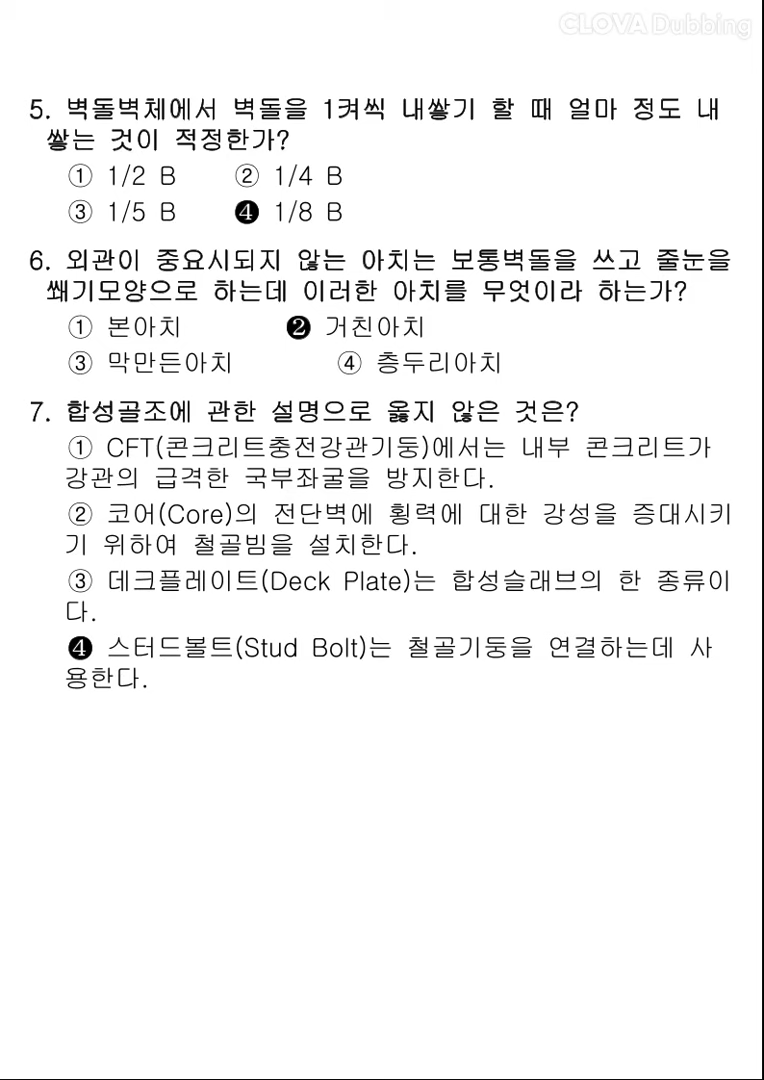 CLOVA Dubbing
5. 벽돌벽체에서 벽돌을 1켜씩 내쌓기 할 때 얼마 정도 내
쌓는 것이 적정한가?
① 1/2 B ② 1/4 B
③ 1/5 B ❹ 1/8 B
6. 외관이 중요시되지 않는 아치는 보통벽돌을 쓰고 줄눈을
쐐기모양으로 하는데 이러한 아치를 무엇이라 하는가?
① 본아치 ❷ 거친아치
③ 막만든아치 ④ 층두리아치
7. 합성골조에 관한 설명으로 옳지 않은 것은?
① CFT(콘크리트충전강관기둥)에서는 내부 콘크리트가
강관의 급격한 국부좌굴을 방지한다.
② 코어(Core)의 전단벽에 횡력에 대한 강성을 증대시키
기 위하여 철골빔을 설치한다.
③ 데크플레이트(Deck Plate)는 합성슬래브의 한 종류이
다.
❹ 스터드볼트(Stud Bolt)는 철골기둥을 연결하는데 사
용한다.